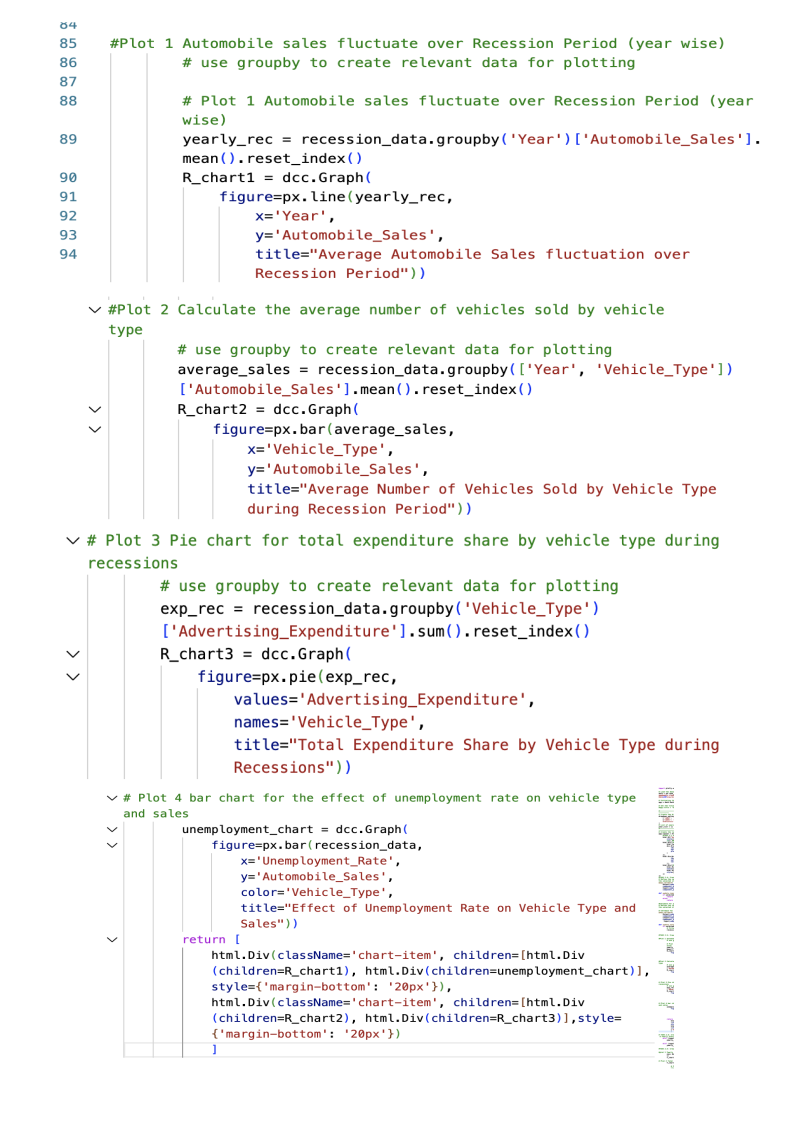 84
85 #Plot 1 Automobile sales fluctuate over Recession Period (year wise)
86 # use groupby to create relevant data for plotting
87
88 # Plot 1 Automobile sales fluctuate over Recession Period (year
wise)
89 yearly_rec = recession_data.groupby('Year')['Automobile_Sales'].
mean().reset_index()
90 R_chart1 = dcc.Graph(
91 figure=px.line(yearly_rec,
92 x='Year',
93 y='Automobile_Sales',
94 title="Average Automobile Sales fluctuation over
Recession Period"))
#Plot 2 Calculate the average number of vehicles sold by vehicle
type
# use groupby to create relevant data for plotting
average_sales = recession_data.groupby(['Year', 'Vehicle_Type'])
['Automobile_Sales'].mean().reset_index()
R_chart2 = dcc.Graph(
figure=px.bar(average_sales,
x='Vehicle_Type',
y='Automobile_Sales',
title="Average Number of Vehicles Sold by Vehicle Type
during Recession Period"))
# Plot 3 Pie chart for total expenditure share by vehicle type during
recessions
# use groupby to create relevant data for plotting
exp_rec = recession_data.groupby('Vehicle_Type')
['Advertising_Expenditure'].sum().reset_index()
R_chart3 = dcc.Graph(
figure=px.pie(exp_rec,
values='Advertising_Expenditure',
names='Vehicle_Type',
title="Total Expenditure Share by Vehicle Type during
Recessions"))
# Plot 4 bar chart for the effect of unemployment rate on vehicle type
and sales
unemployment_chart = dcc.Graph(
figure=px.bar(recession_data,
x='Unemployment_Rate',
y='Automobile_Sales',
color='Vehicle_Type',
title="Effect of Unemployment Rate on Vehicle Type and
Sales"))
return [
html.Div(className='chart-item', children=[html.Div
(children=R_chart1), html.Div(children=unemployment_chart)],
style={'margin-bottom': '20px'}),
html.Div(className='chart-item', children=[html.Div
(children=R_chart2), html.Div(children=R_chart3)],style=
{'margin-bottom': '20px'})
]